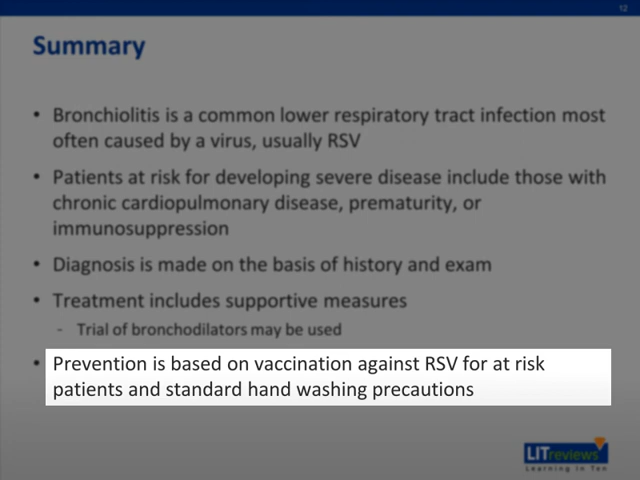 12
Summary
• Bronchiolitis is a common lower respiratory tract infection most
often caused by a virus, usually RSV
• Patients at risk for developing severe disease include those with
chronic cardiopulmonary disease, prematurity, or
immunosuppression
• Diagnosis is made on the basis of history and exam
• Treatment includes supportive measures
- Trial of bronchodilators may be used
• Prevention is based on vaccination against RSV for at risk
patients and standard hand washing precautions
LITreviews
Learning In Ten